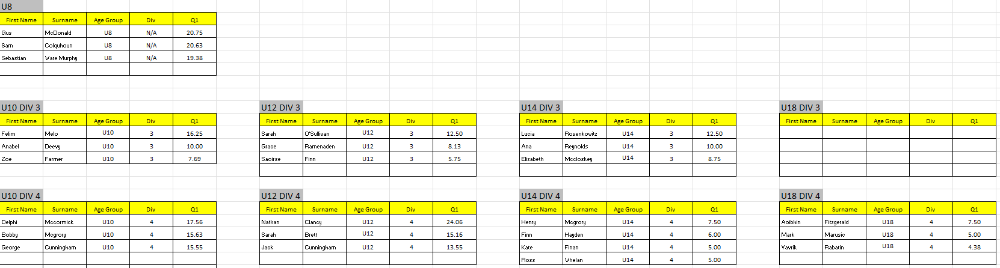 U8
First Name Surname Age Group Div Q1
Gus McDonald U8 N/A 20.75
Sam Colquhoun U8 N/A 20.63
Sebastian Ware Murphy U8 N/A 19.38
U10 DIV 3 U12 DIV 3 U14 DIV 3 U18 DIV 3
First Name Surname Age Group Div Q1 First Name Surname Age Group Div Q1 First Name Surname Age Group Div Q1 First Name Surname Age Group Div Q1
Felim Melo U10 3 16.25 Sarah O'Sullivan U12 3 12.50 Lucia Rosenkowitz U14 3 12.50
Anabel Deevy U10 3 10.00 Grace Ramenaden U12 3 8.13 Ana Reynolds U14 3 10.00
Zoe Farmer U10 3 7.69 Saoirse Finn U12 3 5.75 Elizabeth Mccloskey U14 3 8.75
U10 DIV 4 U12 DIV 4 U14 DIV 4 U18 DIV 4
First Name Surname Age Group Div Q1 First Name Surname Age Group Div Q1 First Name Surname Age Group Div Q1 First Name Surname Age Group Div Q1
Delphi Mccormick U10 4 17.56 Nathan Clancy U12 4 24.06 Henry Mcgrory U14 4 7.50 Aoibhin Fitzgerald U18 4 7.50
Bobby Mcgrory U10 4 15.63 Sarah Brett U12 4 15.16 Finn Hayden U14 4 6.00 Mark Marusic U18 4 5.00
George Cunningham U10 4 15.55 Jack Cunningham U12 4 13.55 Kate Finan U14 4 5.00 Vavrik Rabatin U18 4 4.38
Ross Whelan U14 4 5.00